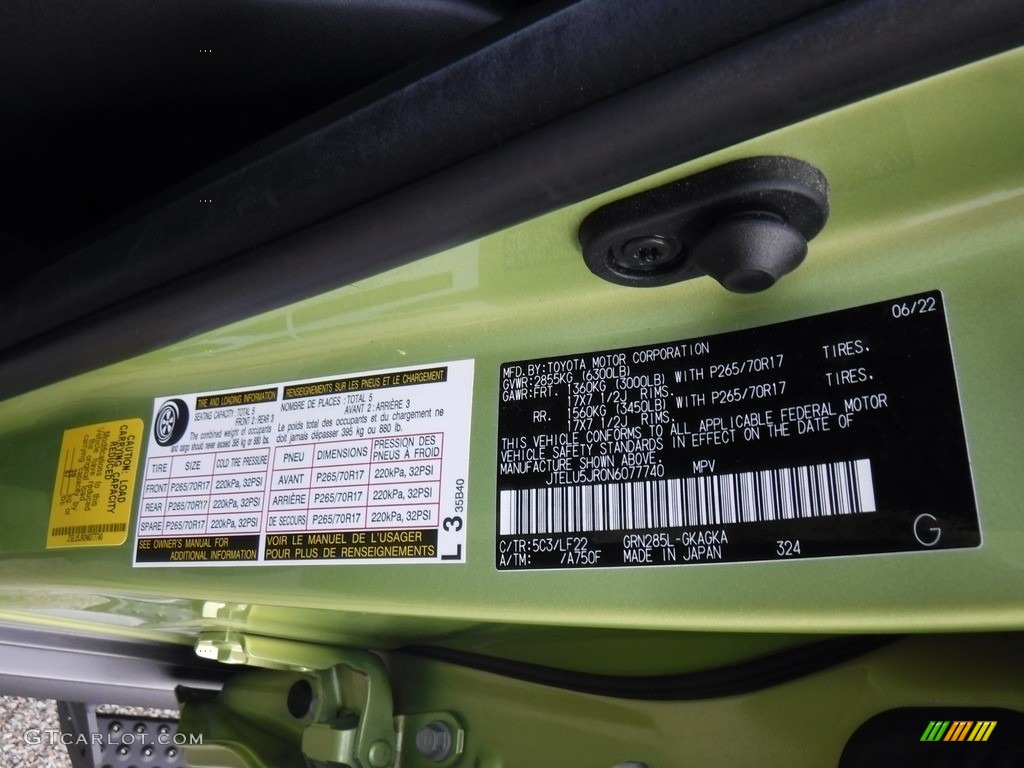 CAUTION LOAD
CARRYING CAPACITY
REDUCED
TIRE AND LOADING INFORMATION
SEATING CAPACITY: TOTAL 5
FRONT 2: REAR 3
The combined weight of occupants
and cargo should never exceed 395 kg or 880 lbs.
TIRE SIZE COLD TIRE PRESSURE
FRONT P265/70R17 220kPa, 32PSI
REAR P265/70R17 220kPa, 32PSI
SPARE P265/70R17 220kPa, 32PSI
SEE OWNER'S MANUAL FOR
ADDITIONAL INFORMATION
RENSEIGNEMENTS SUR LES PNEUS ET LE CHARGEMENT
NOMBRE DE PLACES : TOTAL 5
AVANT 2 : ARRIÈRE 3
Le poids total des occupants et du chargement ne
doit jamais dépasser 395 kg ou 880 lb.
PNEU DIMENSIONS PRESSION DES
PNEUS À FROID
AVANT P265/70R17 220kPa, 32PSI
ARRIÈRE P265/70R17 220kPa, 32PSI
DE SECOURS P265/70R17 220kPa, 32PSI
VOIR LE MANUEL DE L'USAGER
POUR PLUS DE RENSEIGNEMENTS
L 3 35B40
06/22
MFD. BY: TOYOTA MOTOR CORPORATION
GVWR: 2855KG (6300LB)
GAWR: FRT. 1360KG (3000LB) WITH P265/70R17 TIRES,
17X7 1/2J RIMS.
RR. 1560KG (3450LB) WITH P265/70R17 TIRES,
17X7 1/2J RIMS.
THIS VEHICLE CONFORMS TO ALL APPLICABLE FEDERAL MOTOR
VEHICLE SAFETY STANDARDS IN EFFECT ON THE DATE OF
MANUFACTURE SHOWN ABOVE.
JTELU5JR0N6077740 MPV
C/TR: 5C3/LF22 GRN285L-GKAGKA
A/TM: /A750F MADE IN JAPAN 324
G
GTCARLOT.COM